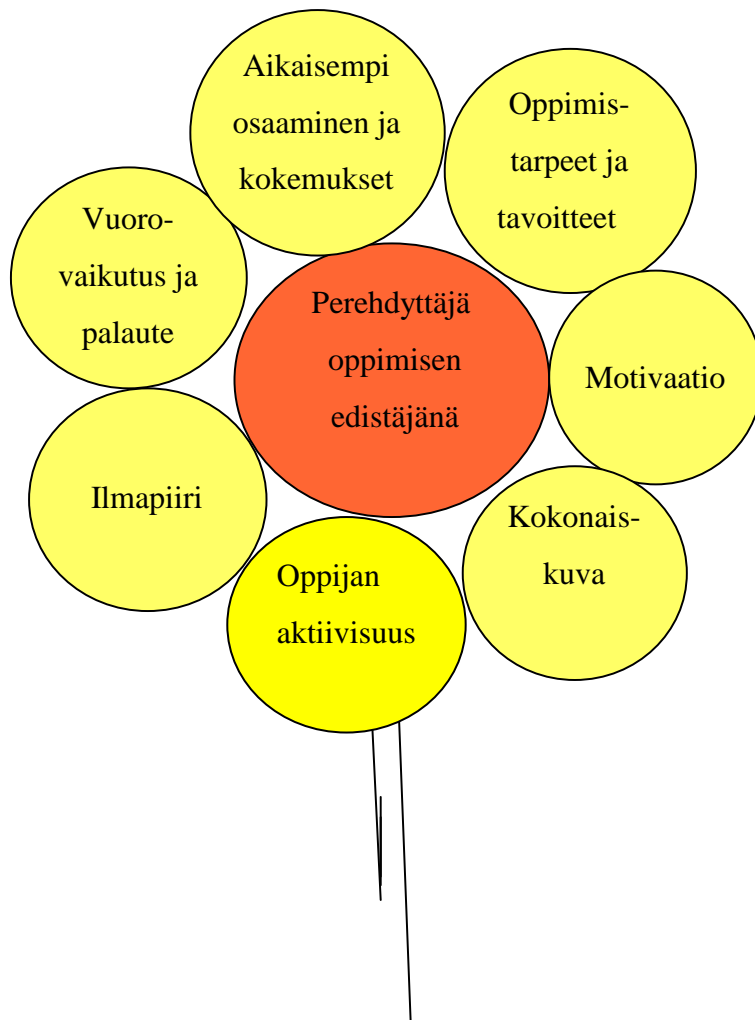 Aikaisempi
osaaminen ja
kokemukset
Oppimis-
tarpeet ja
tavoitteet
Vuoro-
vaikutus ja
palaute
Perehdyttäjä
oppimisen
edistäjänä
Motivaatio
Ilmapiiri
Kokonais-
kuva
Oppijan
aktiivisuus